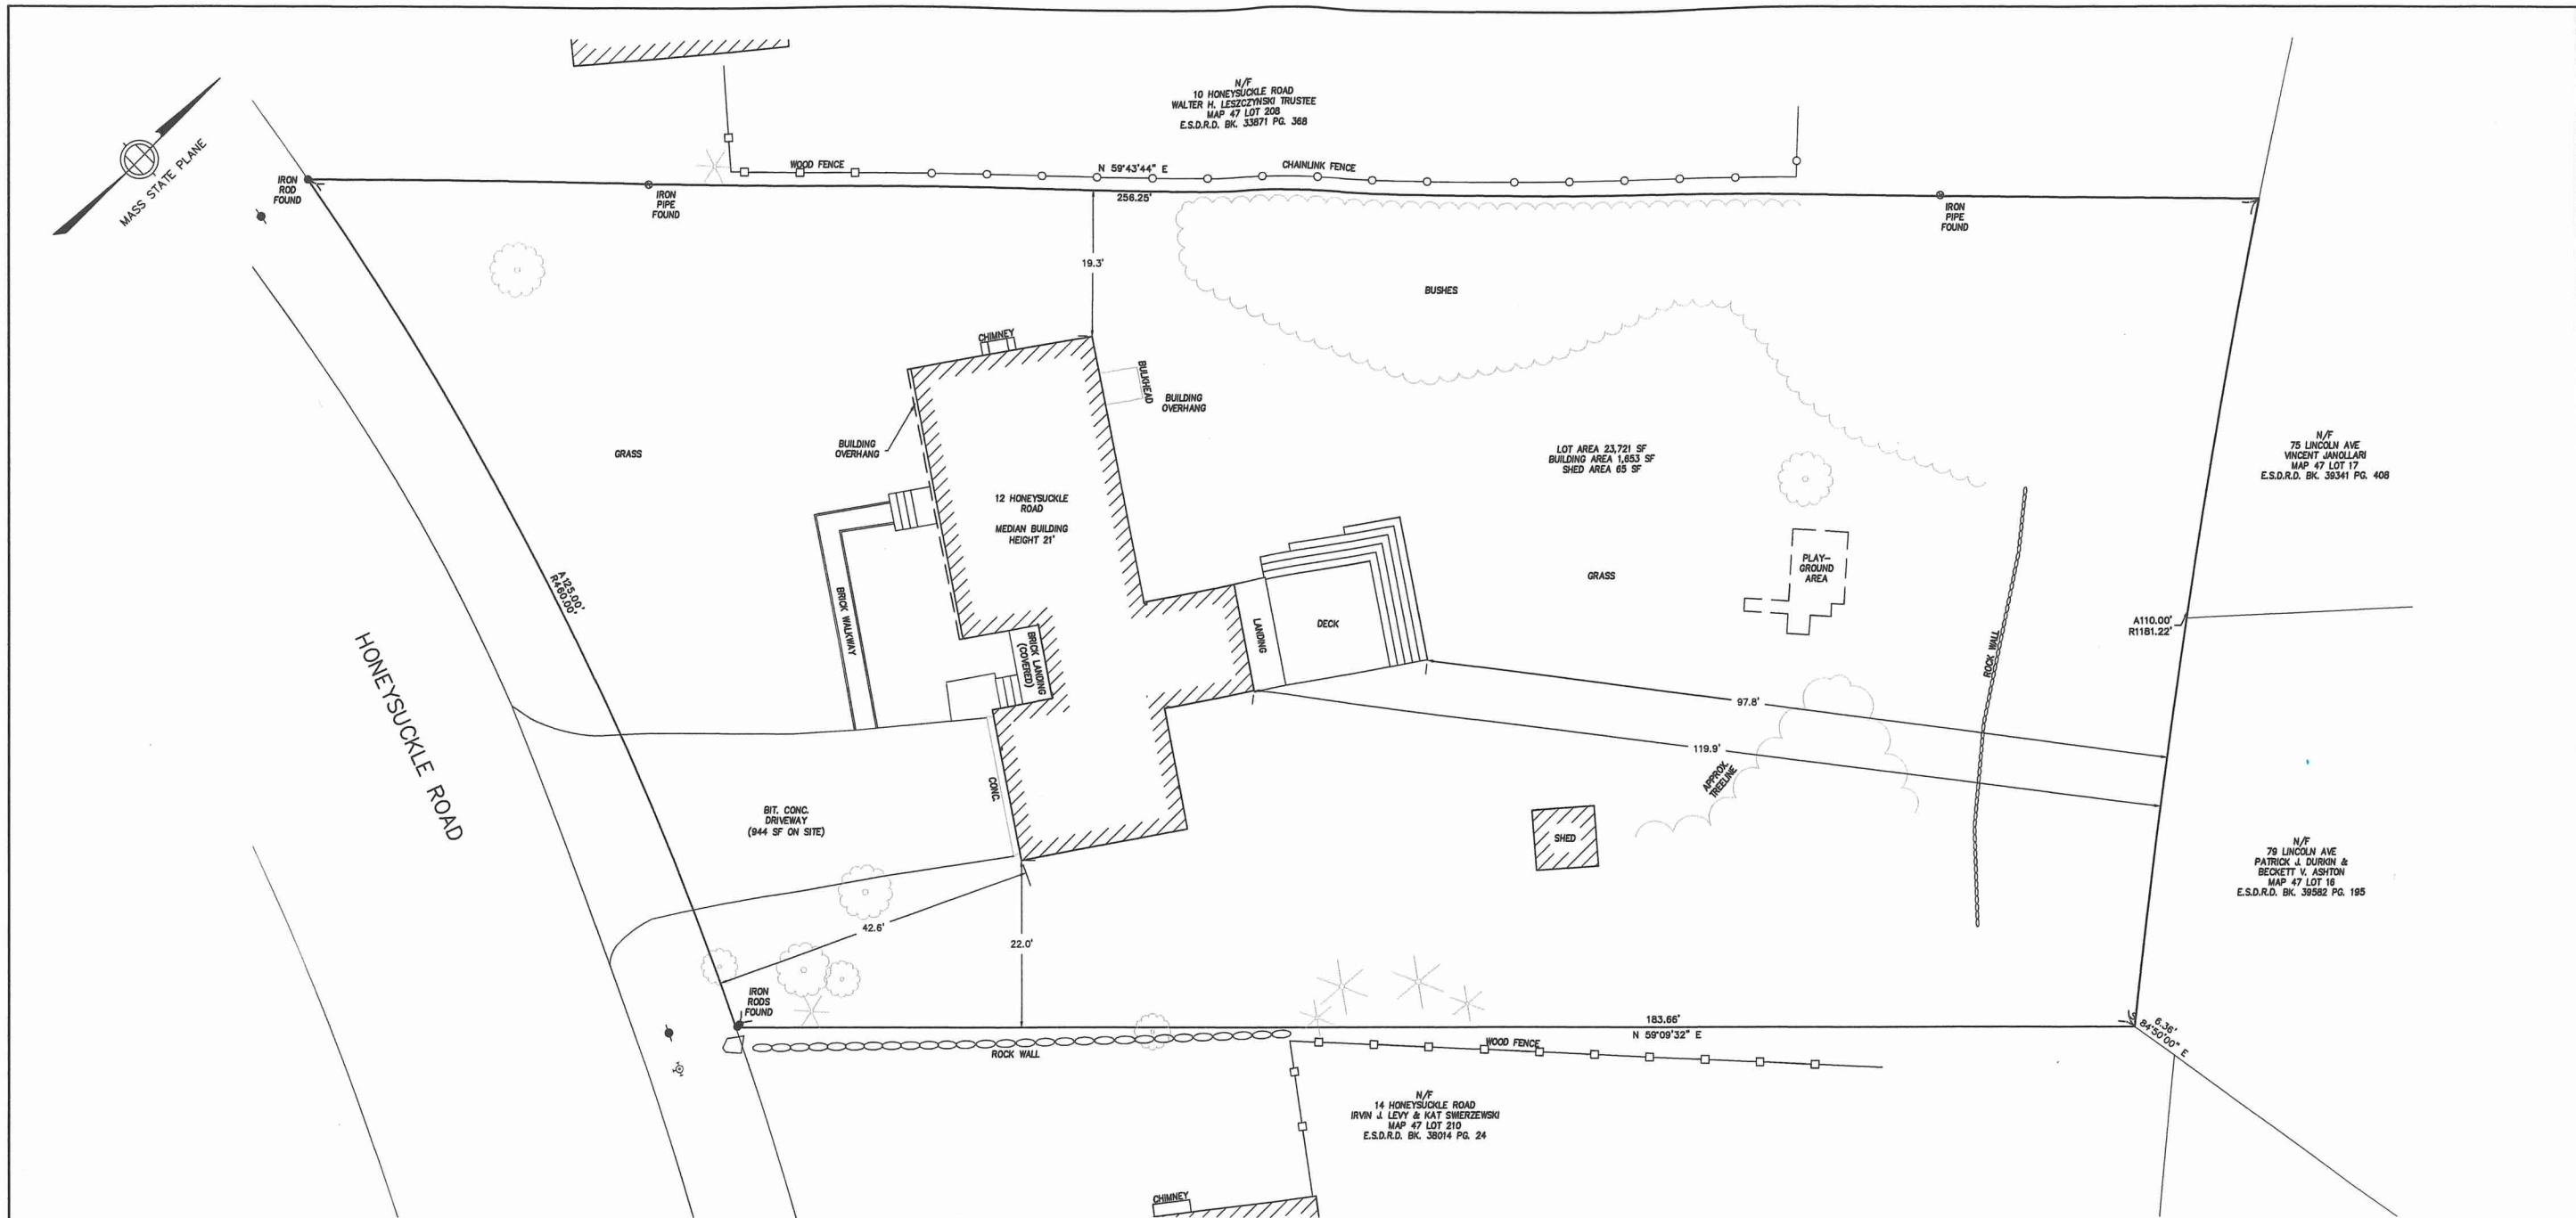 N/F
10 HONEYSUCKLE ROAD
WALTER H. LESZCZYNSKI TRUSTEE
MAP 47 LOT 208
E.S.D.R.D. BK. 33871 PG. 368
MASS STATE PLANE
IRON
ROD
FOUND
WOOD FENCE
N 59°43'44" E
CHAINLINK FENCE
IRON
PIPE
FOUND
256.25'
IRON
PIPE
FOUND
19.3'
BUSHES
CHIMNEY
BULKHEAD
BUILDING
OVERHANG
BUILDING
OVERHANG
GRASS
LOT AREA 23,721 SF
BUILDING AREA 1,653 SF
SHED AREA 65 SF
N/F
75 LINCOLN AVE
VINCENT JANOLLARI
MAP 47 LOT 17
E.S.D.R.D. BK. 39341 PG. 408
12 HONEYSUCKLE
ROAD
MEDIAN BUILDING
HEIGHT 21'
A125.00'
R460.00'
BRICK WALKWAY
BRICK LANDING
(COVERED)
LANDING
DECK
GRASS
PLAY-
GROUND
AREA
ROCK WALL
A110.00'
R1181.22'
HONEYSUCKLE ROAD
97.8'
119.9'
APPROX.
TREELINE
CONC.
BIT. CONC.
DRIVEWAY
(944 SF ON SITE)
SHED
N/F
79 LINCOLN AVE
PATRICK J. DURKIN &
BECKETT V. ASHTON
MAP 47 LOT 16
E.S.D.R.D. BK. 39582 PG. 195
42.6'
22.0'
IRON
RODS
FOUND
183.66'
N 59°09'32" E
6.36'
84°50'00" E
ROCK WALL
WOOD FENCE
N/F
14 HONEYSUCKLE ROAD
IRVIN J. LEVY & KAT SWIERZEWSKI
MAP 47 LOT 210
E.S.D.R.D. BK. 38014 PG. 24
CHIMNEY